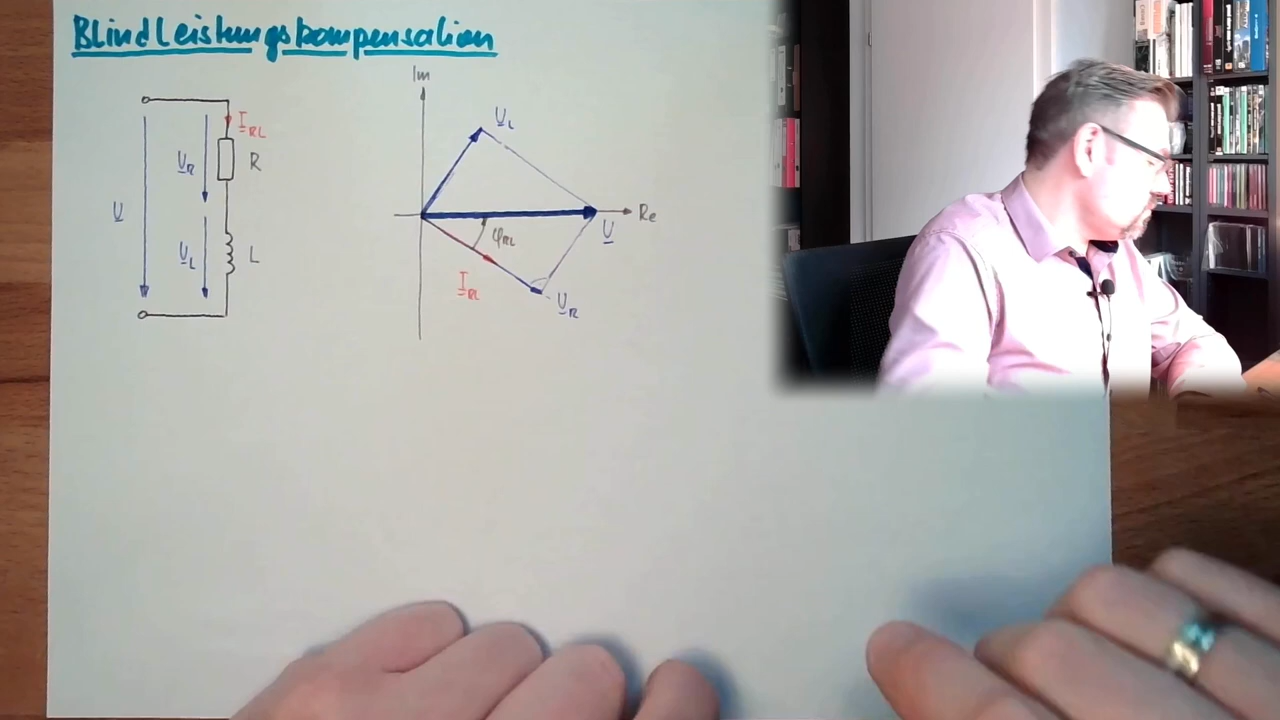 Blindleistungskompensation
Im
I_RL
U_R
R
U
U_L
L
U_L
Re
U
φ_RL
I_RL
U_R